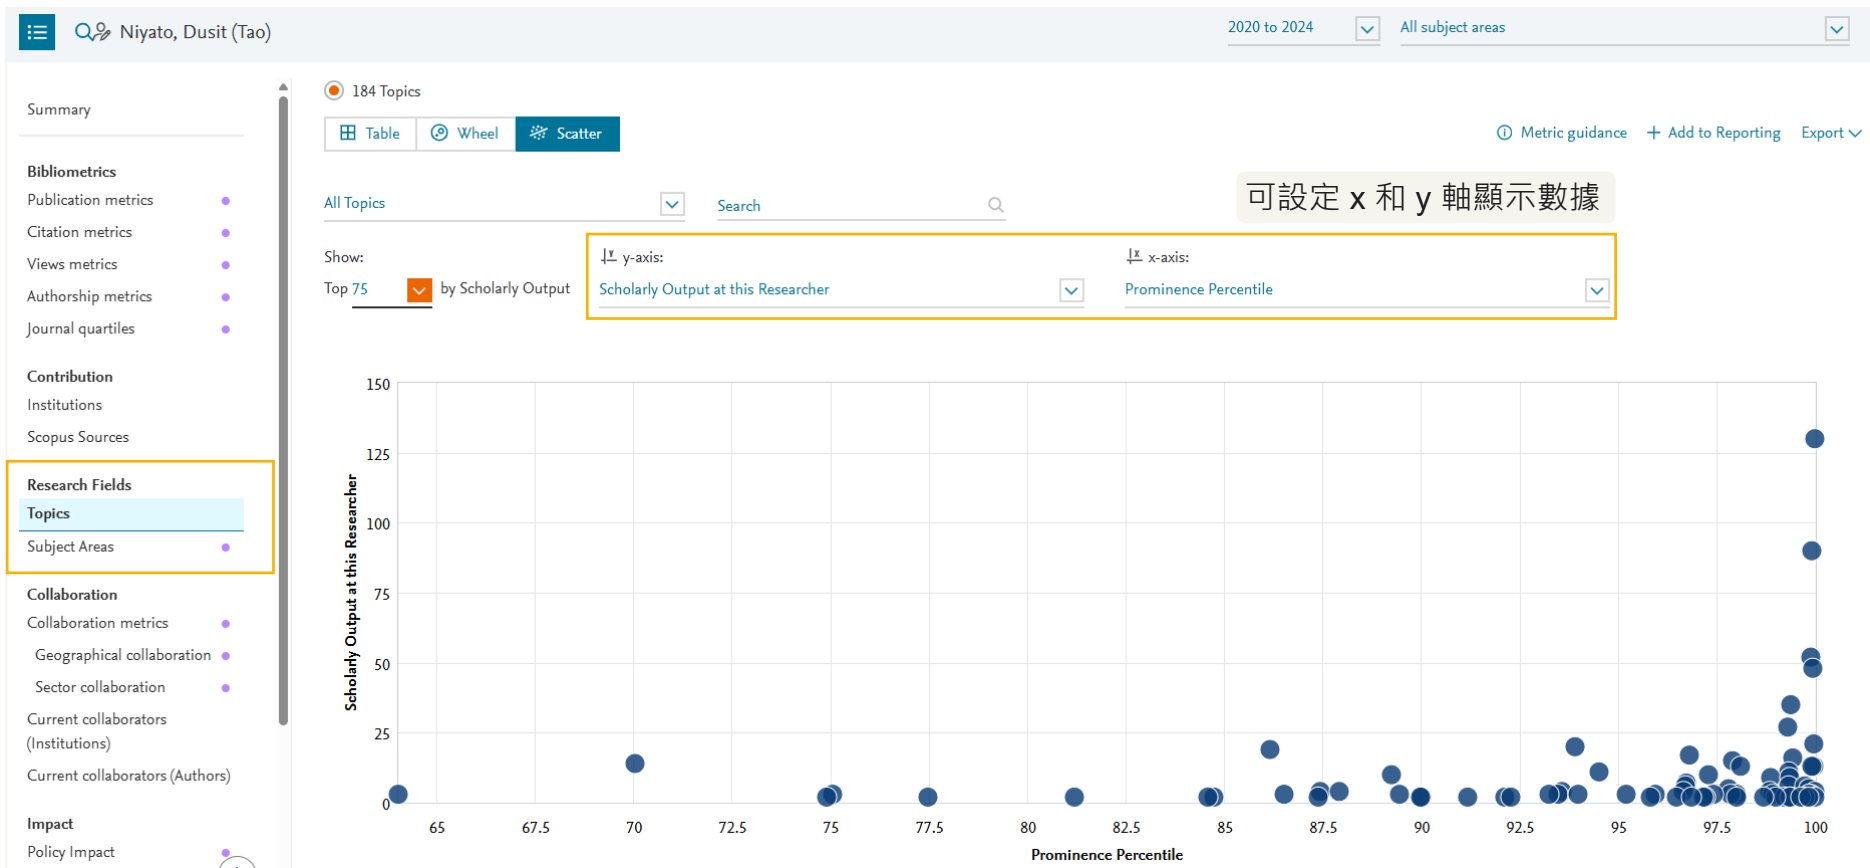 Niyato, Dusit (Tao)
2020 to 2024
All subject areas
Summary
Bibliometrics
Publication metrics
Citation metrics
Views metrics
Authorship metrics
Journal quartiles
Contribution
Institutions
Scopus Sources
Research Fields
Topics
Subject Areas
Collaboration
Collaboration metrics
Geographical collaboration
Sector collaboration
Current collaborators
(Institutions)
Current collaborators (Authors)
Impact
Policy Impact
184 Topics
Table
Wheel
Scatter
Metric guidance
Add to Reporting
Export
All Topics
Search
可設定 x 和 y 軸顯示數據
Show:
Top 75 by Scholarly Output
y-axis:
Scholarly Output at this Researcher
x-axis:
Prominence Percentile
150
125
100
75
50
25
0
Scholarly Output at this Researcher
65 67.5 70 72.5 75 77.5 80 82.5 85 87.5 90 92.5 95 97.5 100
Prominence Percentile